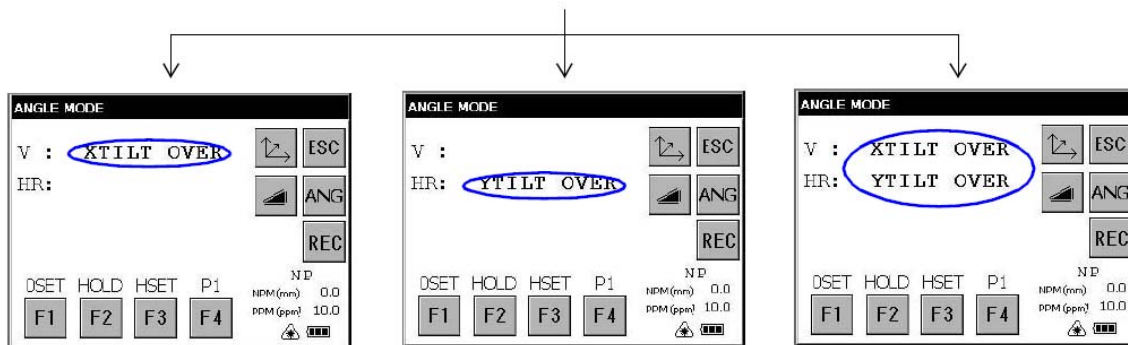 ANGLE MODE
V : XTILT OVER
HR:
ESC
ANG
REC
0SET HOLD HSET P1
F1 F2 F3 F4
NP
NPM(mm) 0.0
PPM(ppm) 10.0
ANGLE MODE
V :
HR: YTILT OVER
ESC
ANG
REC
0SET HOLD HSET P1
F1 F2 F3 F4
NP
NPM(mm) 0.0
PPM(ppm) 10.0
ANGLE MODE
V : XTILT OVER
HR: YTILT OVER
ESC
ANG
REC
0SET HOLD HSET P1
F1 F2 F3 F4
NP
NPM(mm) 0.0
PPM(ppm) 10.0